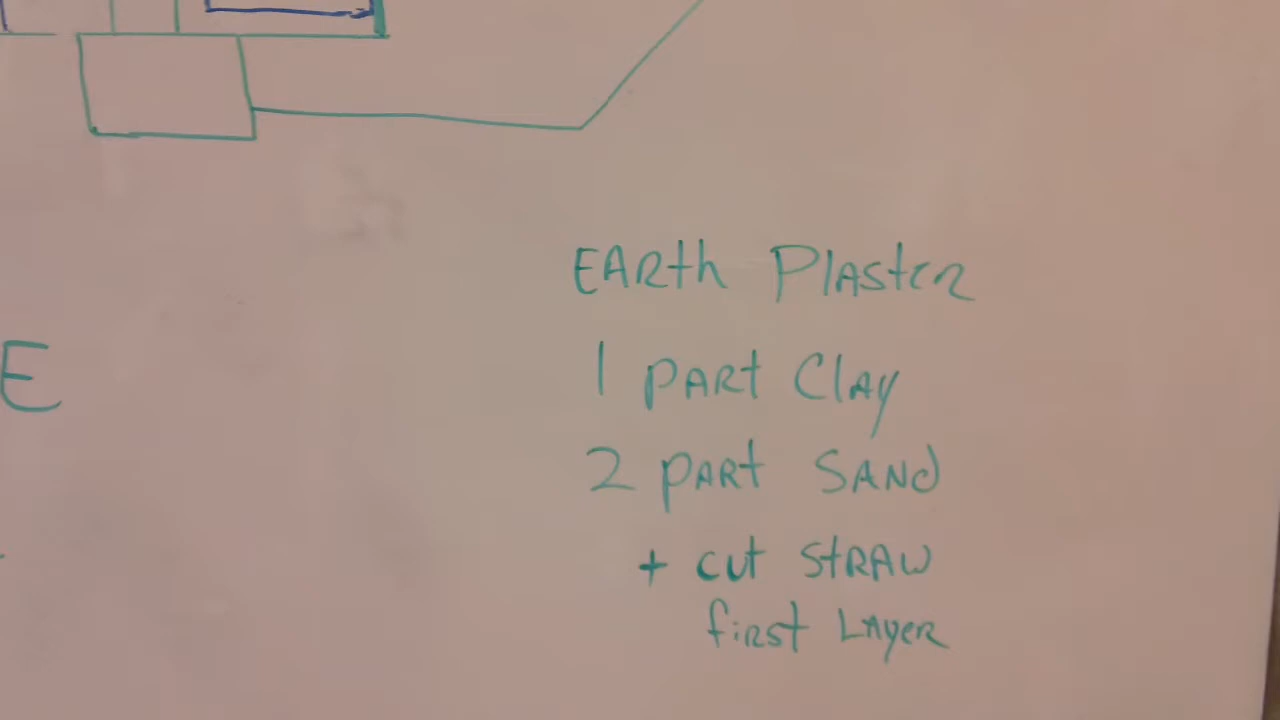 E
EARth PlAster
1 PARt ClAy
2 PARt SAND
+ cut StRAW
first LAyER